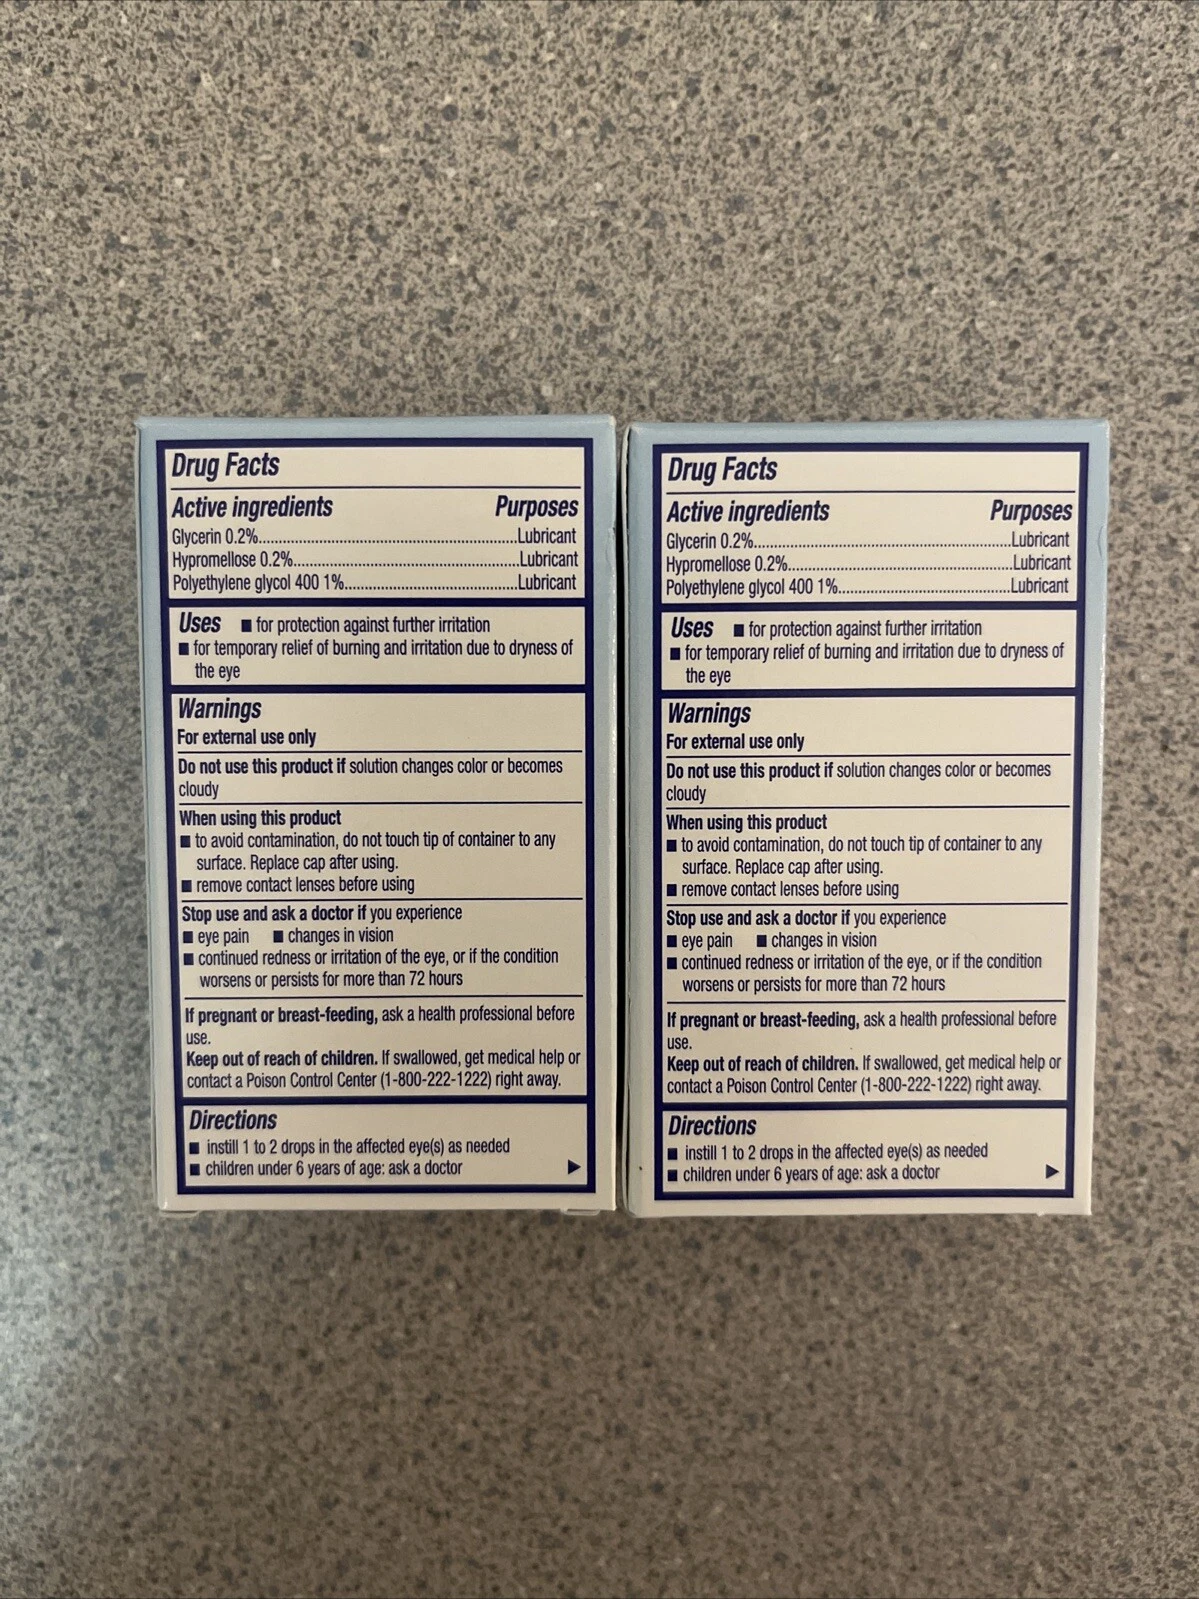 Drug Facts
Active ingredients Purposes
Glycerin 0.2%..........Lubricant
Hypromellose 0.2%..........Lubricant
Polyethylene glycol 400 1%..........Lubricant
Uses ■ for protection against further irritation
■ for temporary relief of burning and irritation due to dryness of
the eye
Warnings
For external use only
Do not use this product if solution changes color or becomes
cloudy
When using this product
■ to avoid contamination, do not touch tip of container to any
surface. Replace cap after using.
■ remove contact lenses before using
Stop use and ask a doctor if you experience
■ eye pain ■ changes in vision
■ continued redness or irritation of the eye, or if the condition
worsens or persists for more than 72 hours
If pregnant or breast-feeding, ask a health professional before
use.
Keep out of reach of children. If swallowed, get medical help or
contact a Poison Control Center (1-800-222-1222) right away.
Directions
■ instill 1 to 2 drops in the affected eye(s) as needed
■ children under 6 years of age: ask a doctor ▶
Drug Facts
Active ingredients Purposes
Glycerin 0.2%..........Lubricant
Hypromellose 0.2%..........Lubricant
Polyethylene glycol 400 1%..........Lubricant
Uses ■ for protection against further irritation
■ for temporary relief of burning and irritation due to dryness of
the eye
Warnings
For external use only
Do not use this product if solution changes color or becomes
cloudy
When using this product
■ to avoid contamination, do not touch tip of container to any
surface. Replace cap after using.
■ remove contact lenses before using
Stop use and ask a doctor if you experience
■ eye pain ■ changes in vision
■ continued redness or irritation of the eye, or if the condition
worsens or persists for more than 72 hours
If pregnant or breast-feeding, ask a health professional before
use.
Keep out of reach of children. If swallowed, get medical help or
contact a Poison Control Center (1-800-222-1222) right away.
Directions
■ instill 1 to 2 drops in the affected eye(s) as needed
■ children under 6 years of age: ask a doctor ▶